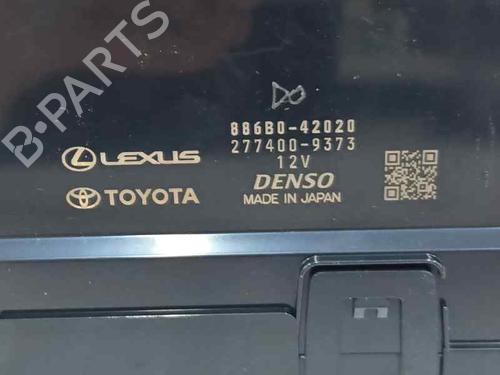 DO
886B0-42020
277400-9373
12V
LEXUS
DENSO
TOYOTA
MADE IN JAPAN
B-PARTS